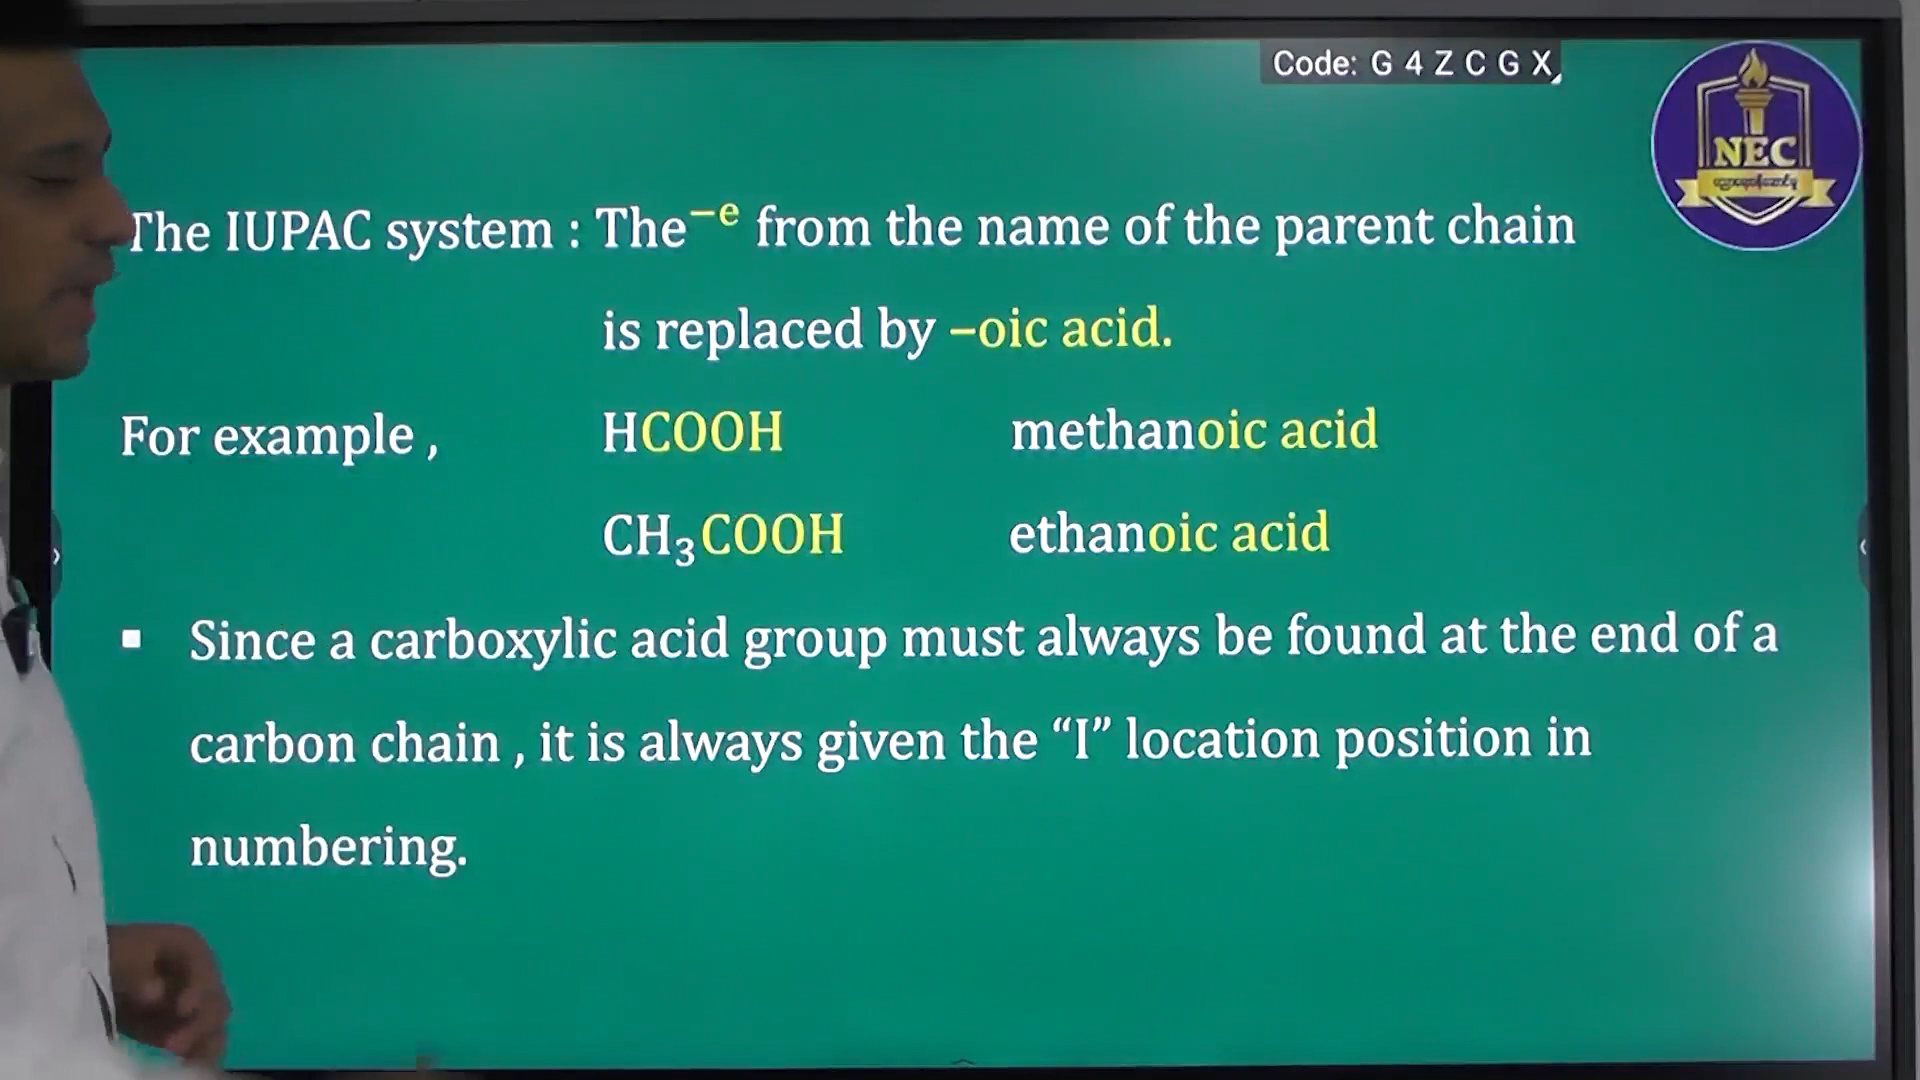 Code: G 4 Z C G X
NEC
The IUPAC system : The –e from the name of the parent chain
is replaced by –oic acid.
For example , HCOOH methanoic acid
CH₃COOH ethanoic acid
▪ Since a carboxylic acid group must always be found at the end of a
carbon chain , it is always given the “I” location position in
numbering.